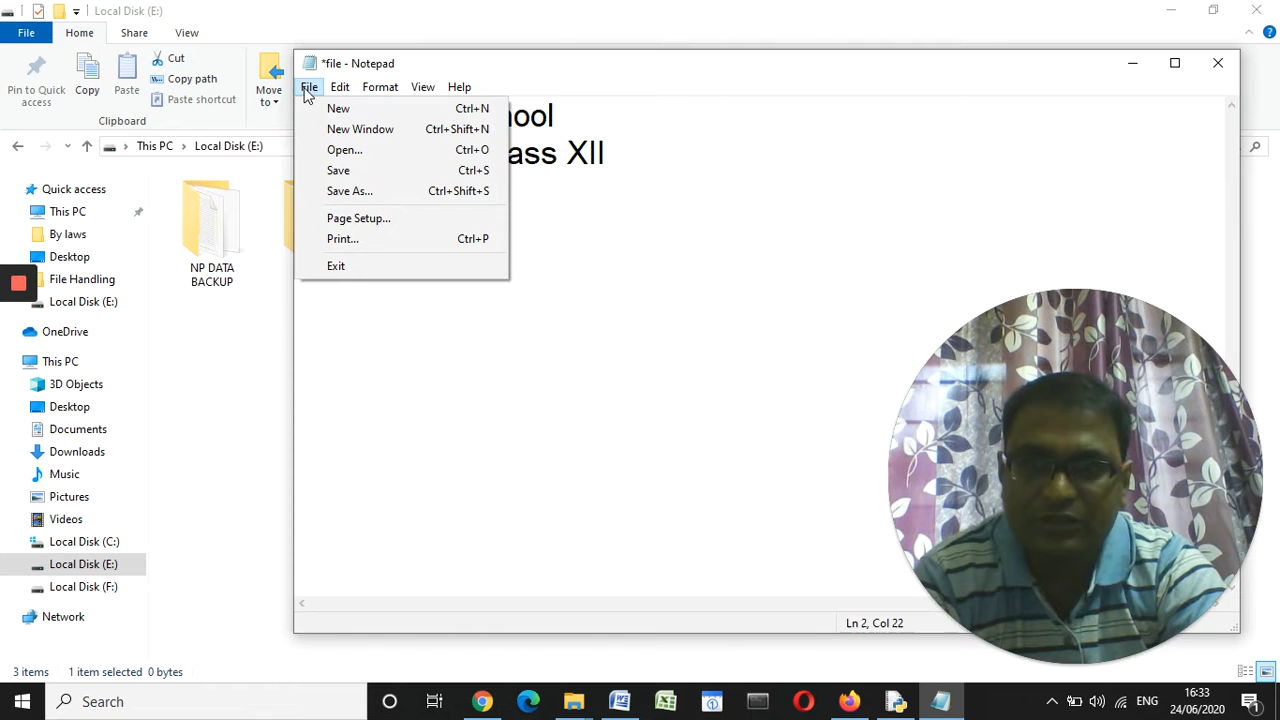 Local Disk (E:)
File Home Share View
*file - Notepad
File Edit Format View Help
Pin to Quick access
Copy
Paste
Cut
Copy path
Paste shortcut
Clipboard
Move to
New Ctrl+N
New Window Ctrl+Shift+N
Open... Ctrl+O
Save Ctrl+S
Save As... Ctrl+Shift+S
Page Setup...
Print... Ctrl+P
Exit
XII
This PC Local Disk (E:)
Quick access
This PC
By laws
Desktop
File Handling
Local Disk (E:)
OneDrive
This PC
3D Objects
Desktop
Documents
Downloads
Music
Pictures
Videos
Local Disk (C:)
Local Disk (E:)
Local Disk (F:)
Network
NP DATA
BACKUP
Ln 2, Col 22
3 items 1 item selected 0 bytes
Search
ENG
16:33
24/06/2020